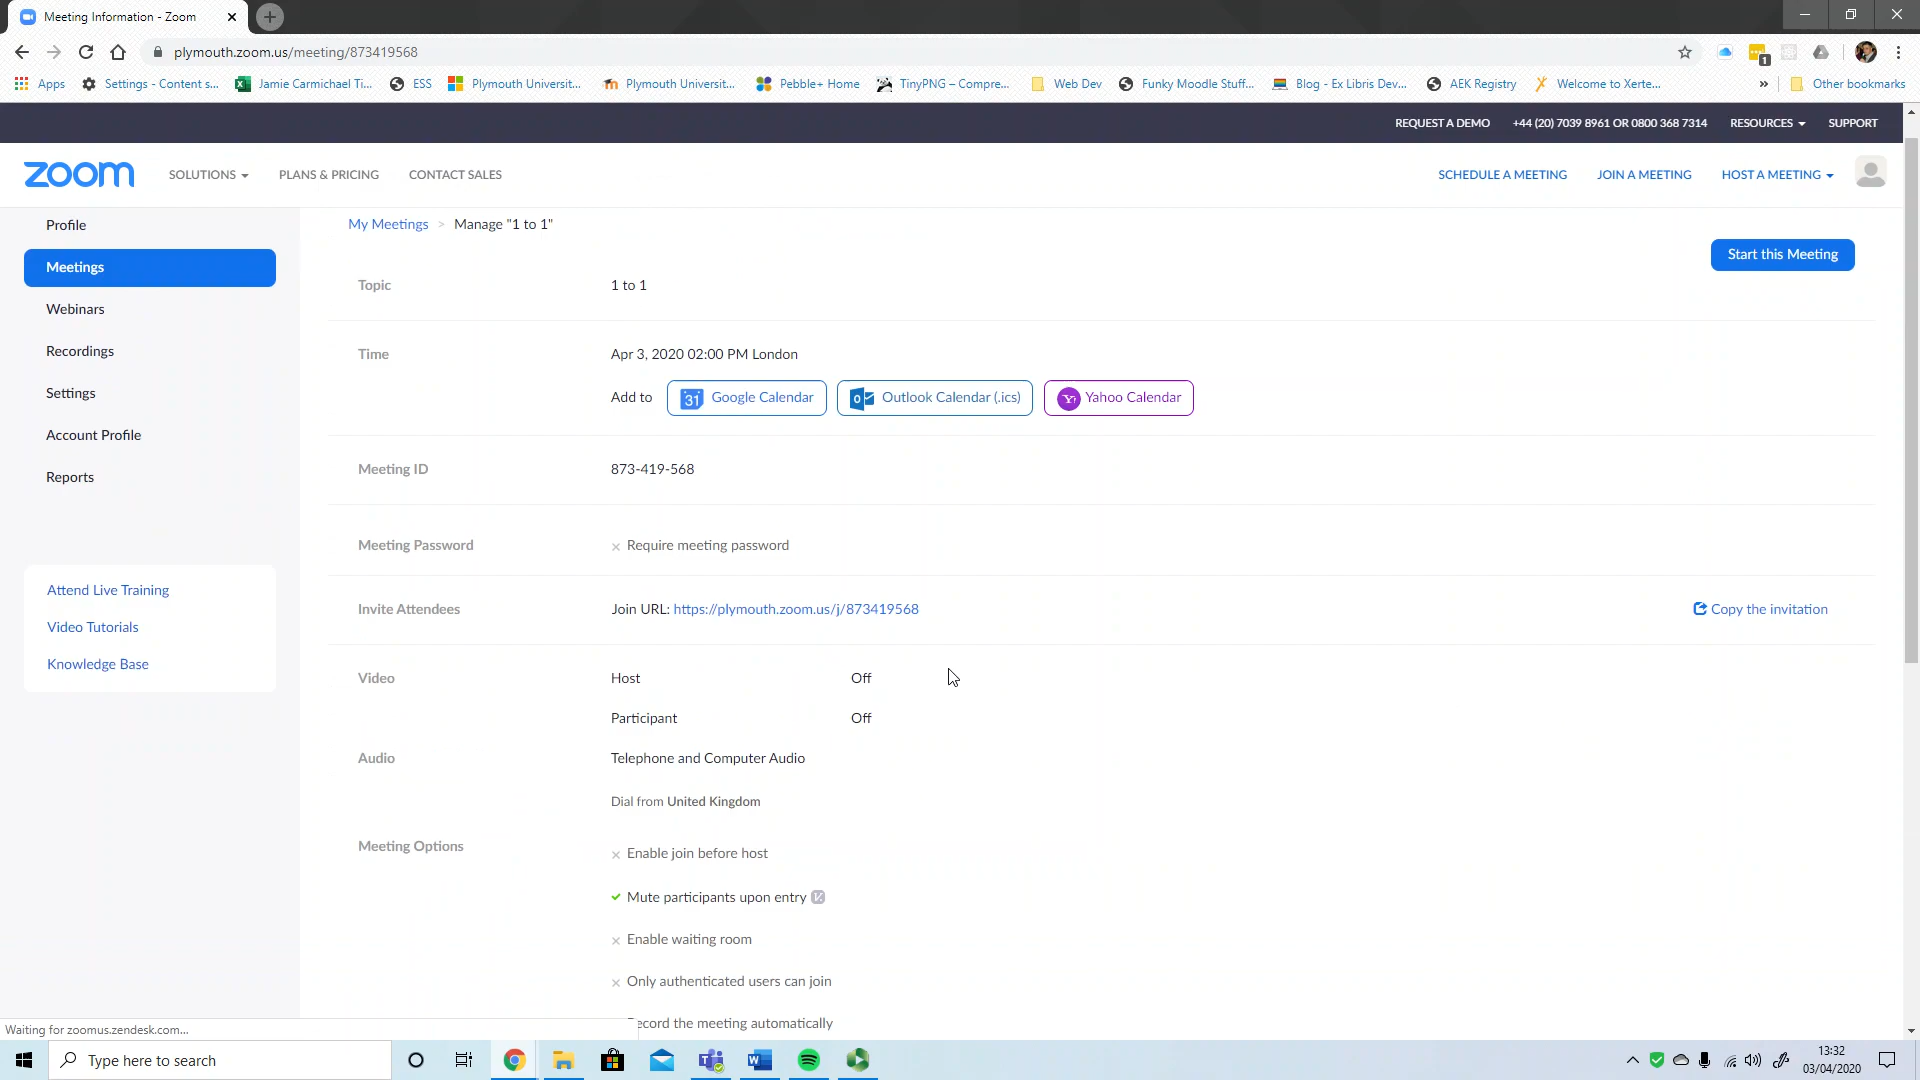 Meeting Information - Zoom
plymouth.zoom.us/meeting/873419568
1
Apps
Settings - Content s...
Jamie Carmichael Ti...
ESS
Plymouth Universit...
Plymouth Universit...
Pebble+ Home
TinyPNG – Compre...
Web Dev
Funky Moodle Stuff...
Blog - Ex Libris Dev...
AEK Registry
Welcome to Xerte...
»
Other bookmarks
REQUEST A DEMO
+44 (20) 7039 8961 OR 0800 368 7314
RESOURCES
SUPPORT
zoom
SOLUTIONS
PLANS & PRICING
CONTACT SALES
SCHEDULE A MEETING
JOIN A MEETING
HOST A MEETING
Profile
Meetings
Webinars
Recordings
Settings
Account Profile
Reports
Attend Live Training
Video Tutorials
Knowledge Base
My Meetings > Manage "1 to 1"
Start this Meeting
Topic
1 to 1
Time
Apr 3, 2020 02:00 PM London
Add to
31 Google Calendar
Outlook Calendar (.ics)
Yahoo Calendar
Meeting ID
873-419-568
Meeting Password
Require meeting password
Invite Attendees
Join URL: https://plymouth.zoom.us/j/873419568
Copy the invitation
Video
Host
Off
Participant
Off
Audio
Telephone and Computer Audio
Dial from United Kingdom
Meeting Options
Enable join before host
Mute participants upon entry
Enable waiting room
Only authenticated users can join
Record the meeting automatically
Waiting for zoomus.zendesk.com...
Type here to search
13:32
03/04/2020